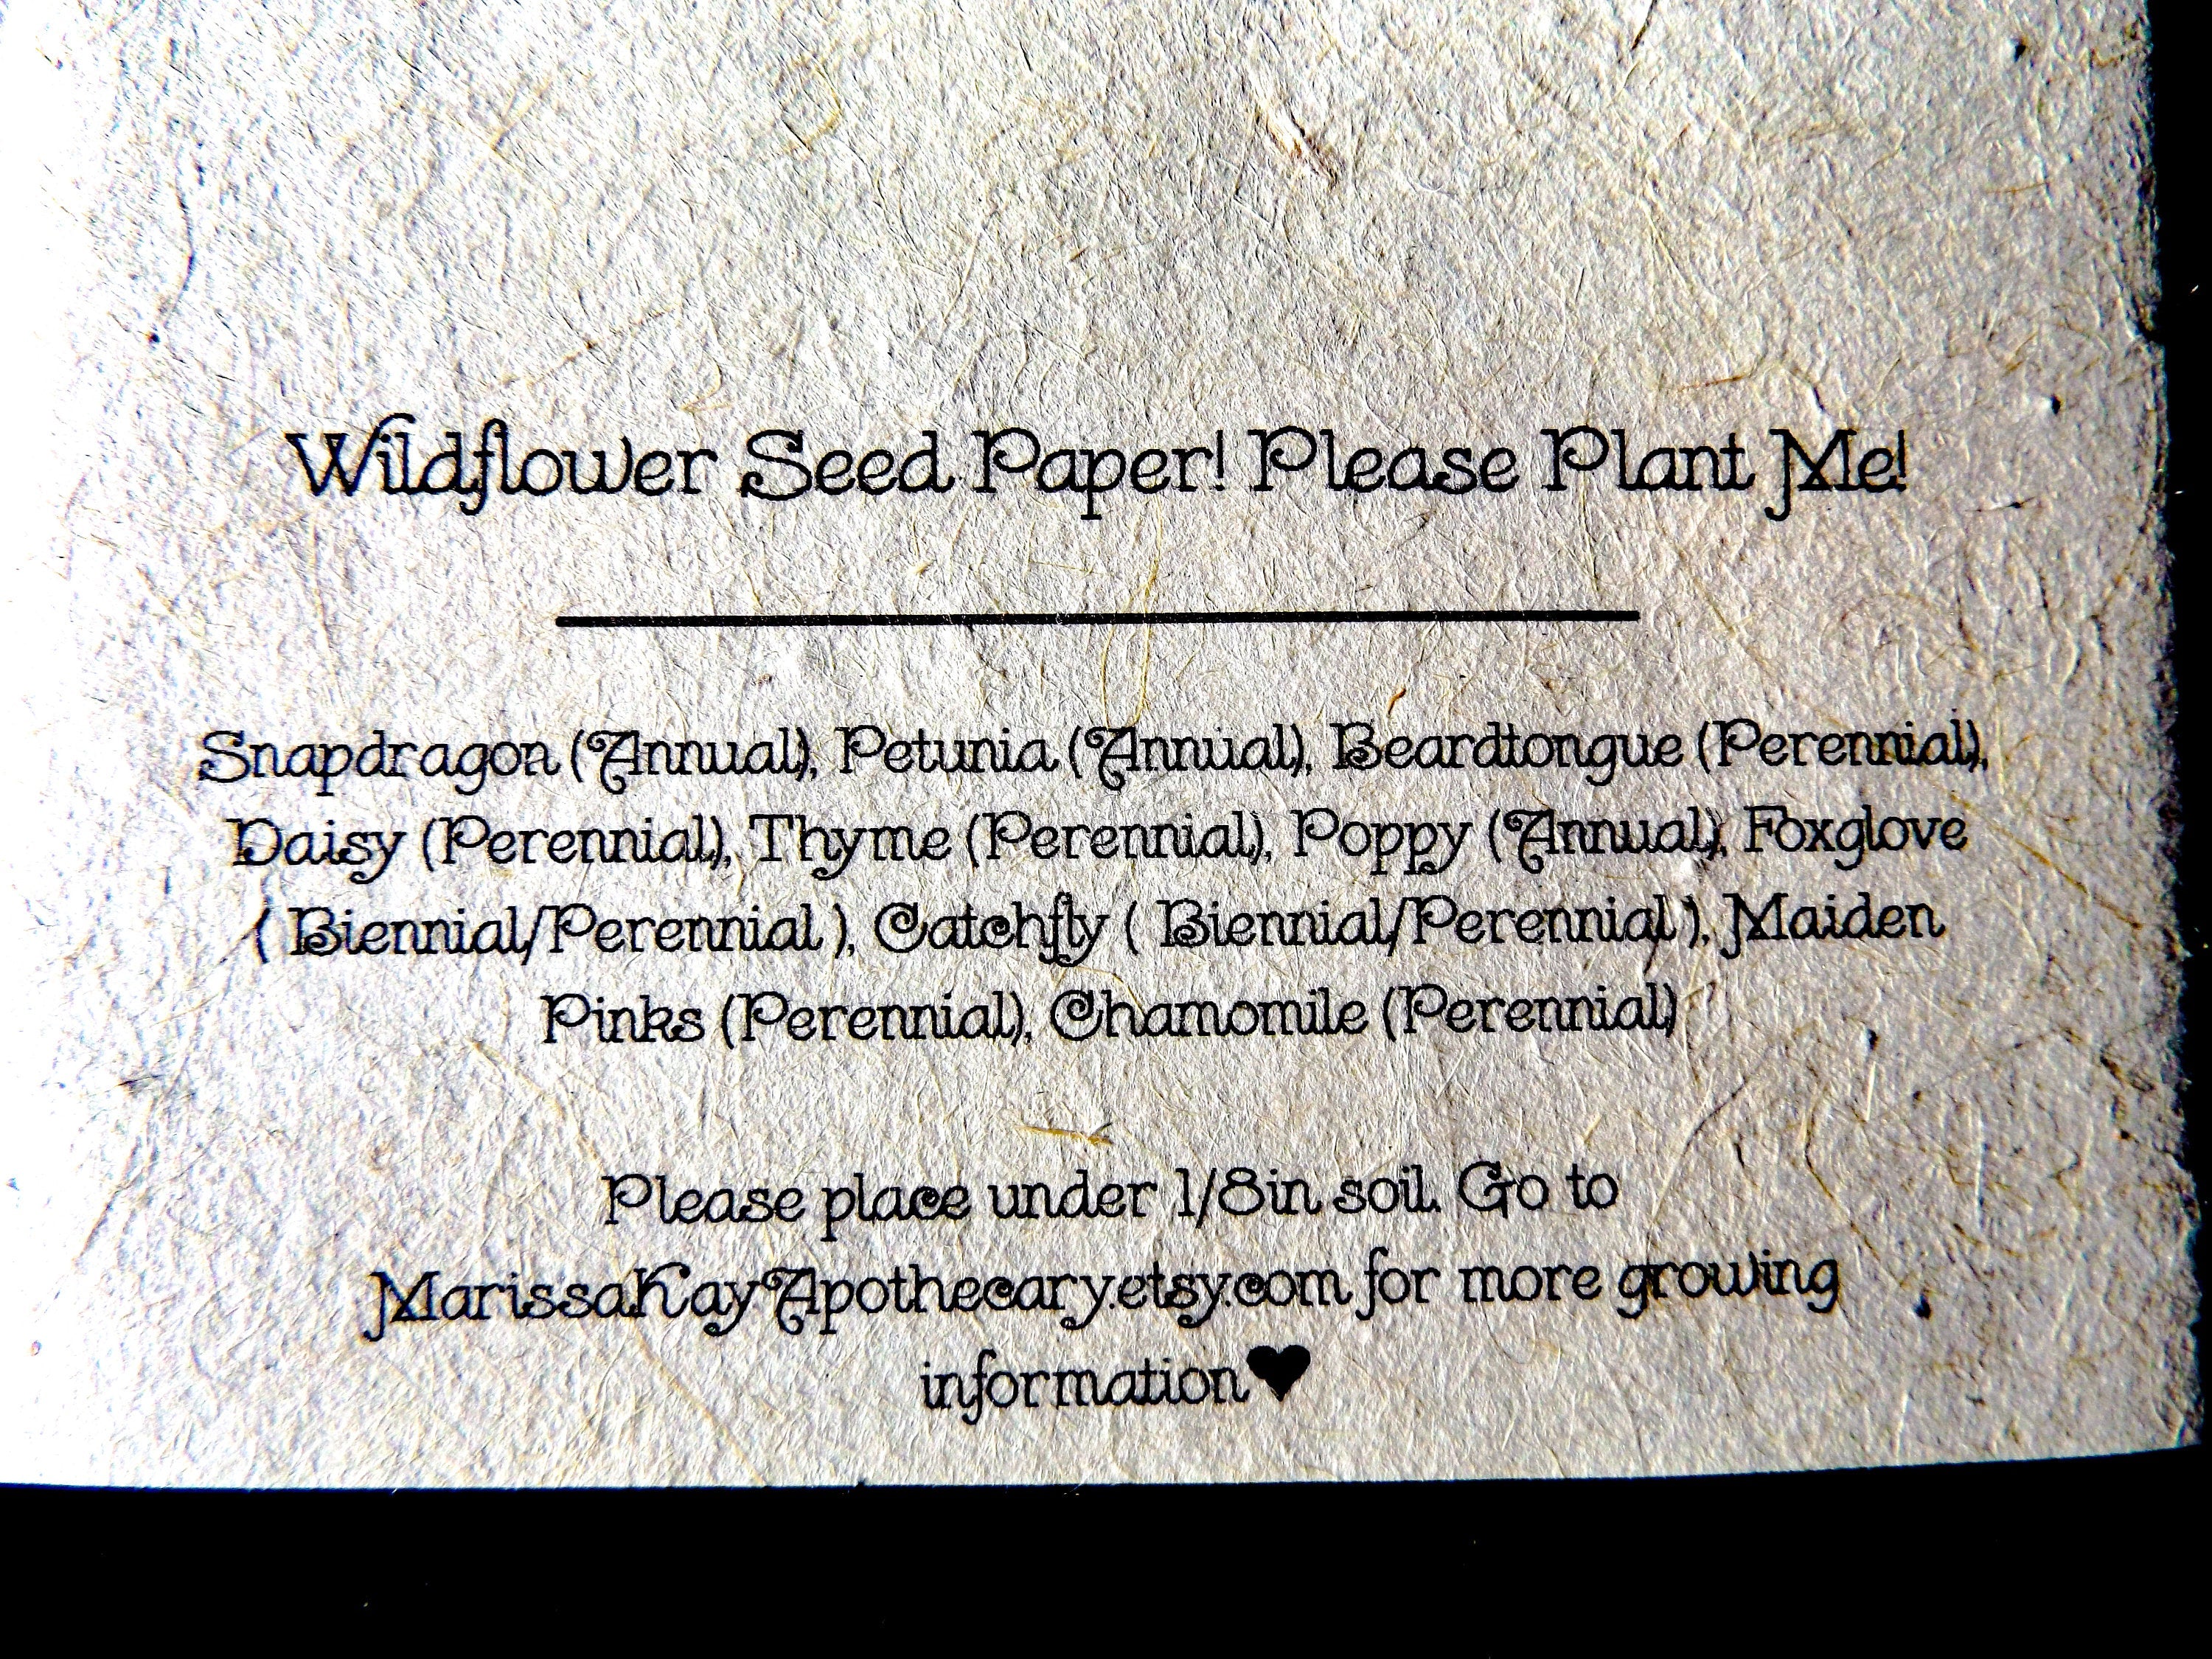 Wildflower Seed Paper! Please Plant Me!
Snapdragon (Annual), Petunia (Annual), Beardtongue (Perennial),
Daisy (Perennial), Thyme (Perennial), Poppy (Annual), Foxglove
( Biennial/Perennial ), Catchfly ( Biennial/Perennial ), Maiden
Pinks (Perennial), Chamomile (Perennial)
Please place under 1/8in soil. Go to
MarissaKayApothecary.etsy.com for more growing
information♥